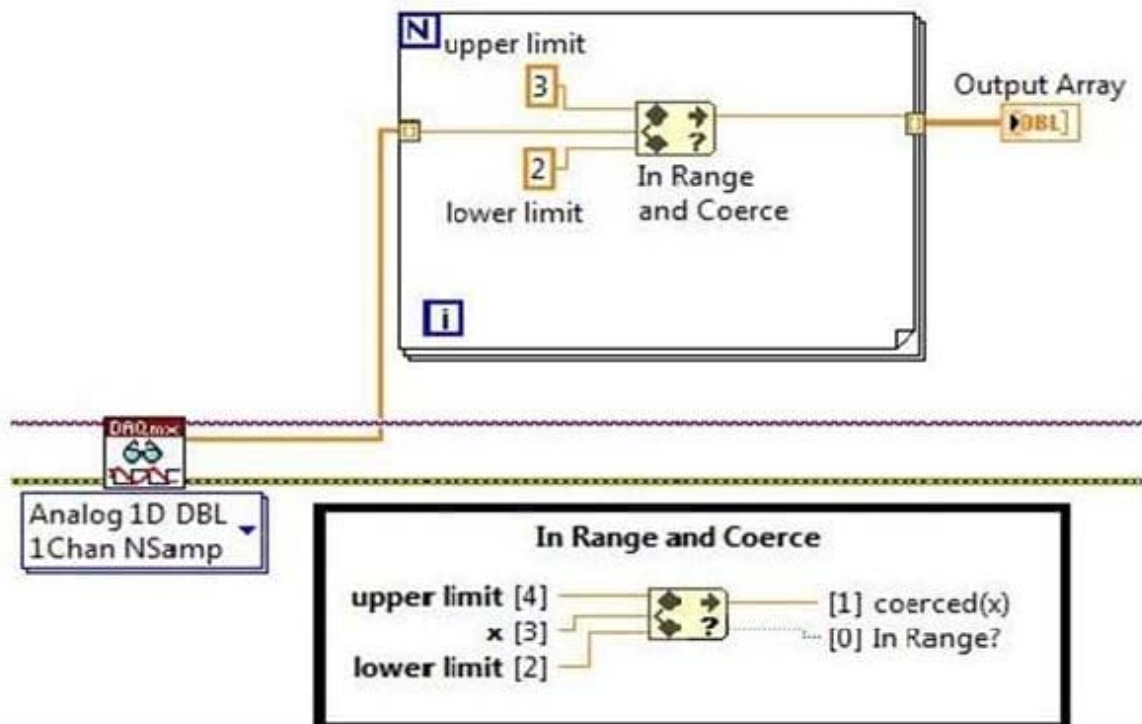 N
upper limit
3
2
lower limit
In Range
and Coerce
?
i
Output Array
DBL
DAQmx
Analog 1D DBL
1Chan NSamp
In Range and Coerce
upper limit [4]
x [3]
lower limit [2]
?
[1] coerced(x)
[0] In Range?